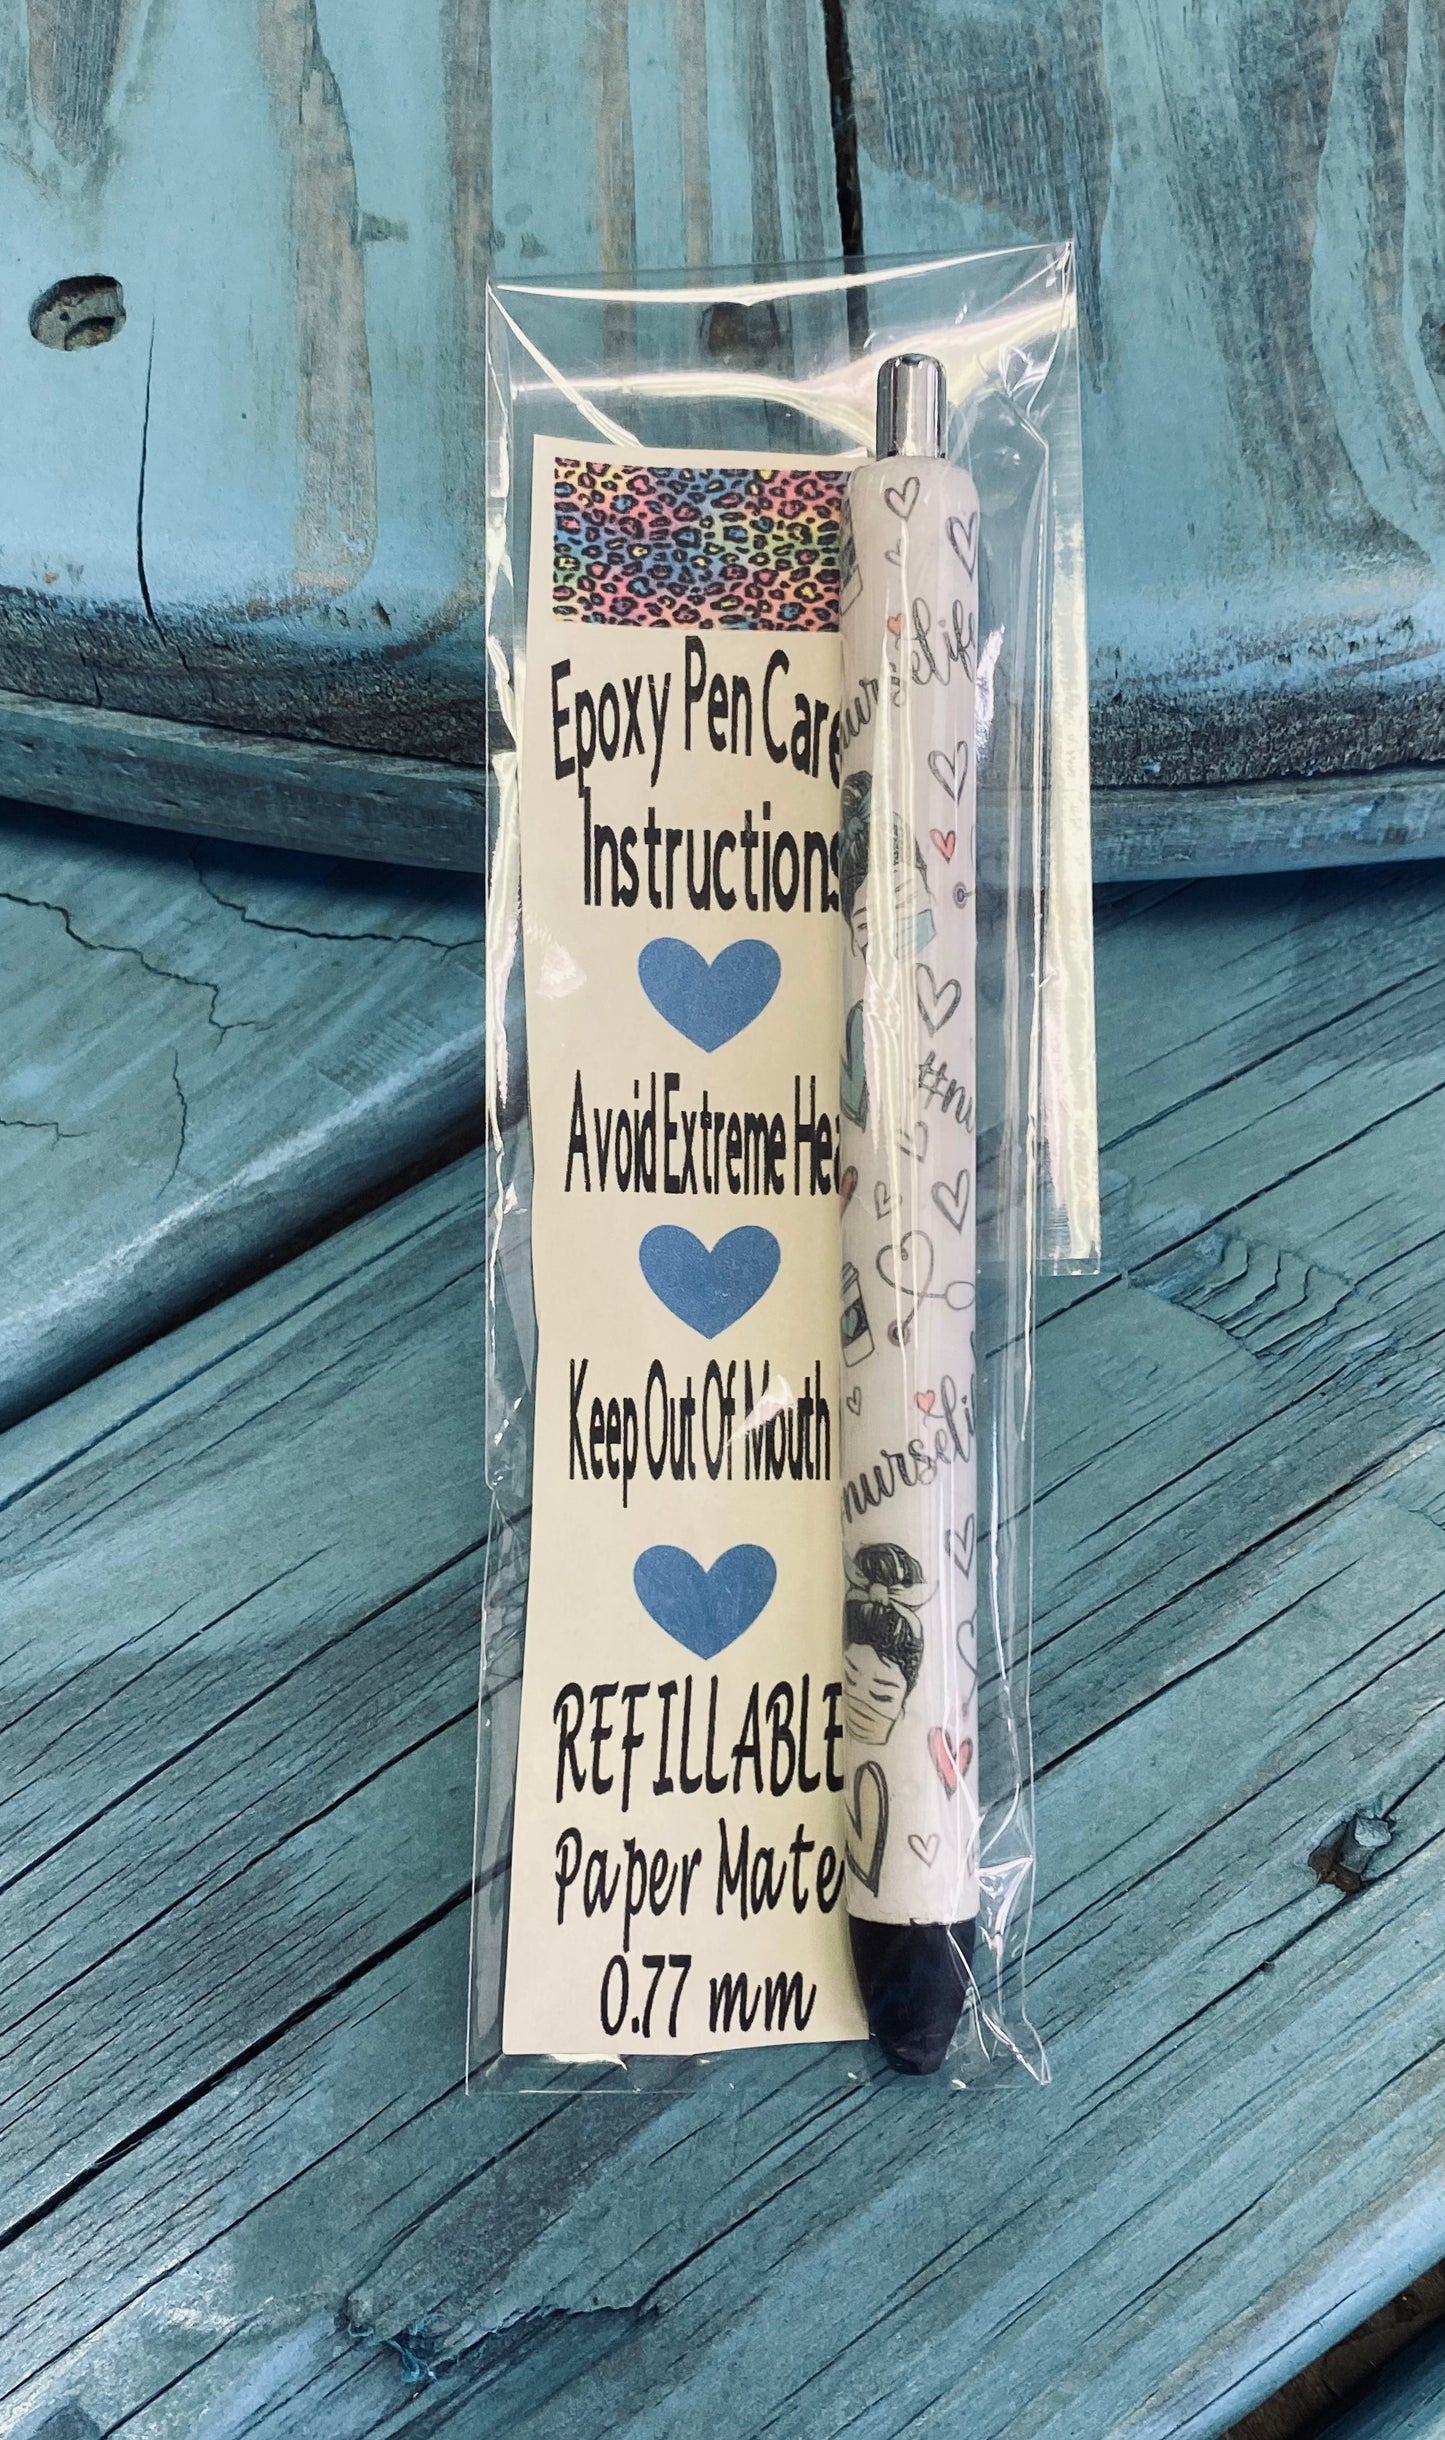 Epoxy Pen Care
Instructions
Avoid Extreme Hea
Keep Out Of Mouth
REFILLABLE
Paper Mate
0.77 mm
nurselife
#nu
nurseli